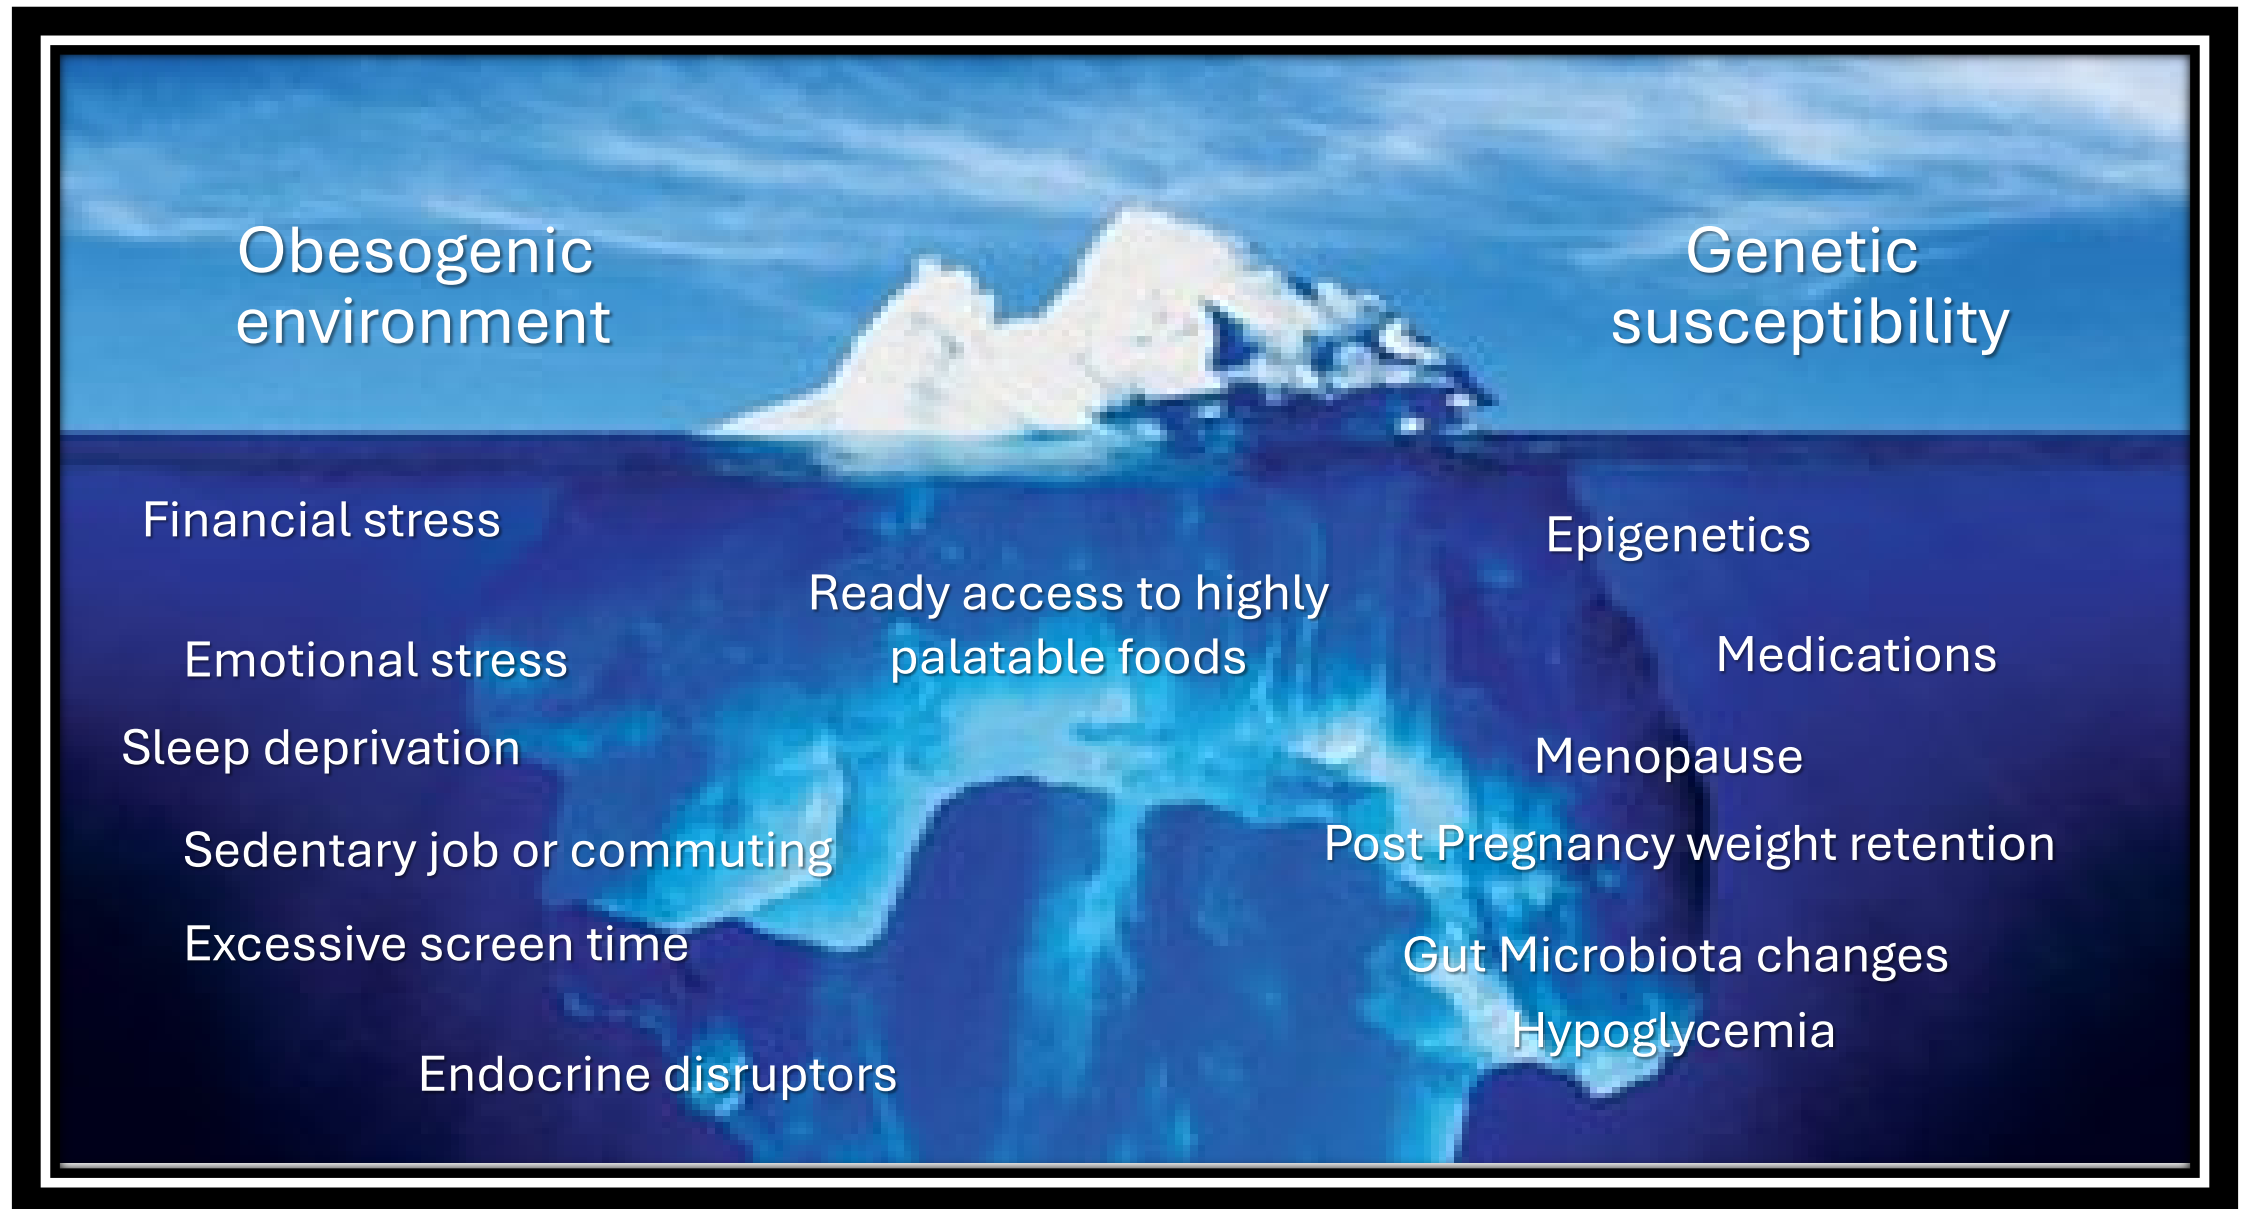 Obesogenic
environment
Genetic
susceptibility
Financial stress
Epigenetics
Ready access to highly
palatable foods
Emotional stress
Medications
Sleep deprivation
Menopause
Sedentary job or commuting
Post Pregnancy weight retention
Excessive screen time
Gut Microbiota changes
Hypoglycemia
Endocrine disruptors